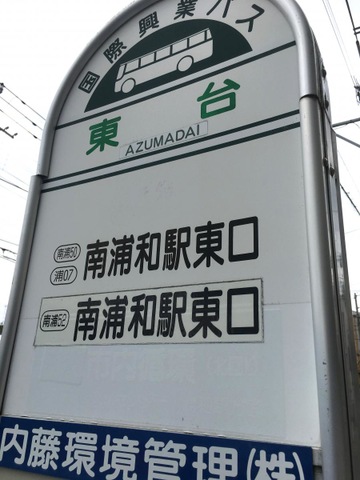 国際興業バス
東台
AZUMADAI
南浦50
浦07
南浦和駅東口
南浦52
南浦和駅東口
内藤環境管理(株)